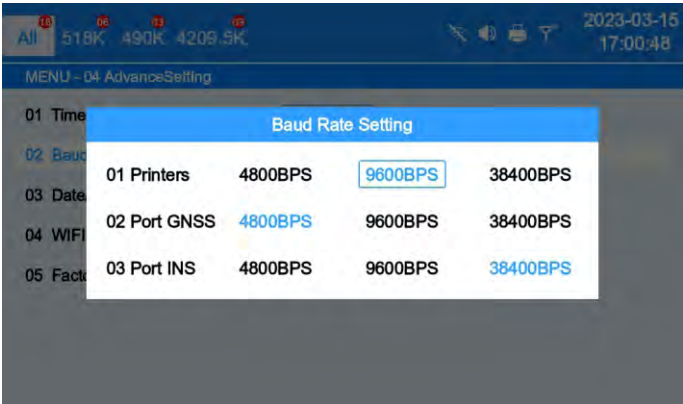 18 06 03 09
All 518K 490K 4209.5K
2023-03-15
17:00:48
MENU - 04 AdvanceSetting
01 Time
02 Baud
03 Date
04 WIFI
05 Facto
Baud Rate Setting
01 Printers 4800BPS 9600BPS 38400BPS
02 Port GNSS 4800BPS 9600BPS 38400BPS
03 Port INS 4800BPS 9600BPS 38400BPS